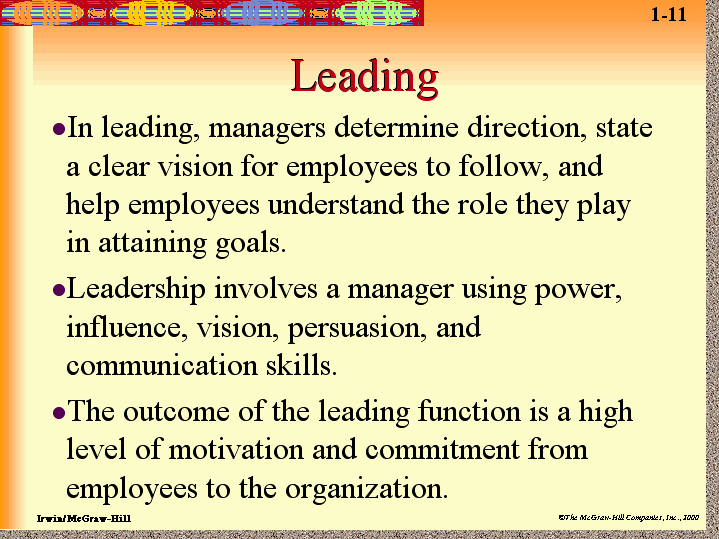 1-11
Leading
●In leading, managers determine direction, state
a clear vision for employees to follow, and
help employees understand the role they play
in attaining goals.
●Leadership involves a manager using power,
influence, vision, persuasion, and
communication skills.
●The outcome of the leading function is a high
level of motivation and commitment from
employees to the organization.
Irwin/McGraw-Hill
©The McGraw-Hill Companies, Inc., 2000